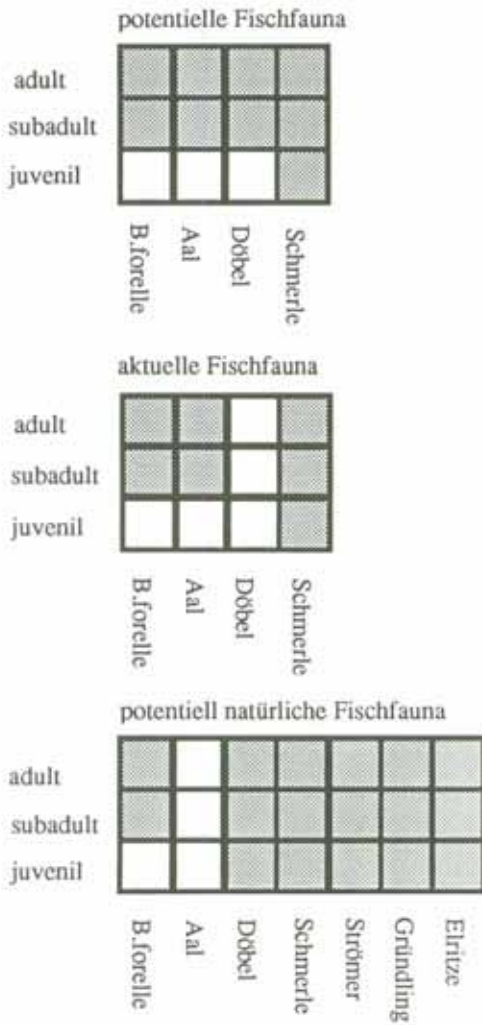 potentielle Fischfauna
adult
subadult
juvenil
B.forelle
Aal
Döbel
Schmerle
aktuelle Fischfauna
adult
subadult
juvenil
B.forelle
Aal
Döbel
Schmerle
potentiell natürliche Fischfauna
adult
subadult
juvenil
B.forelle
Aal
Döbel
Schmerle
Strömer
Gründling
Elritze